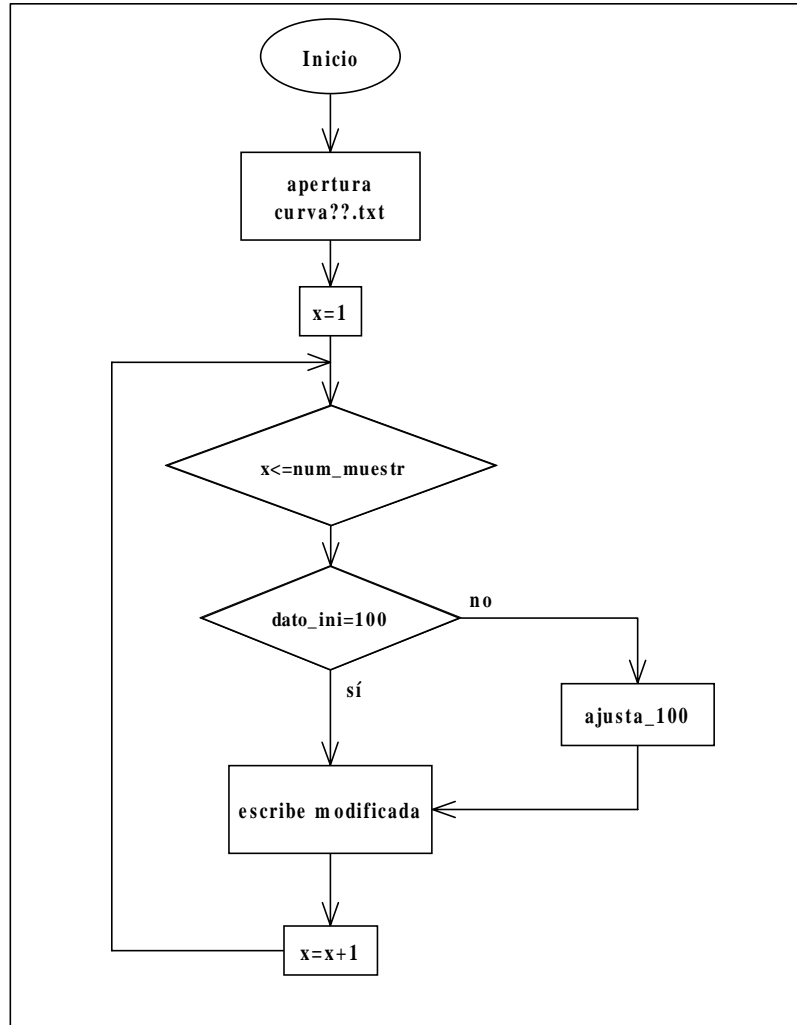 Inicio
apertura
curva??.txt
x=1
x<=num_muestr
dato_ini=100
no
sí
ajusta_100
escribe modificada
x=x+1